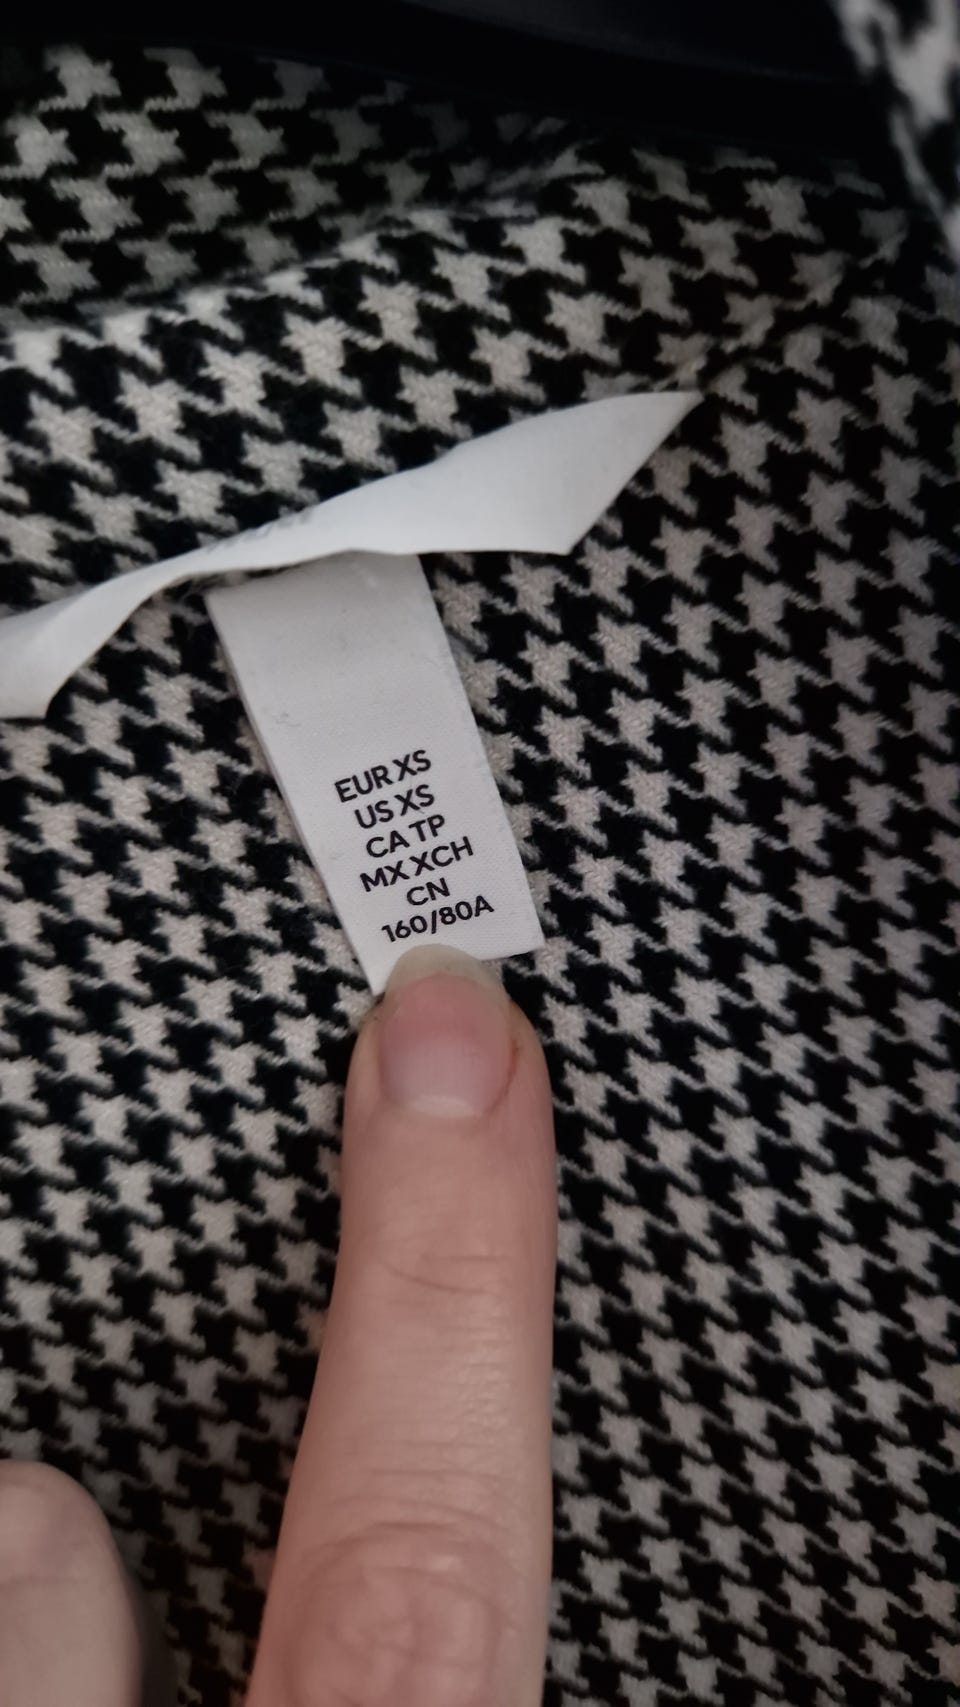 EUR XS
US XS
CA TP
MX XCH
CN
160/80A